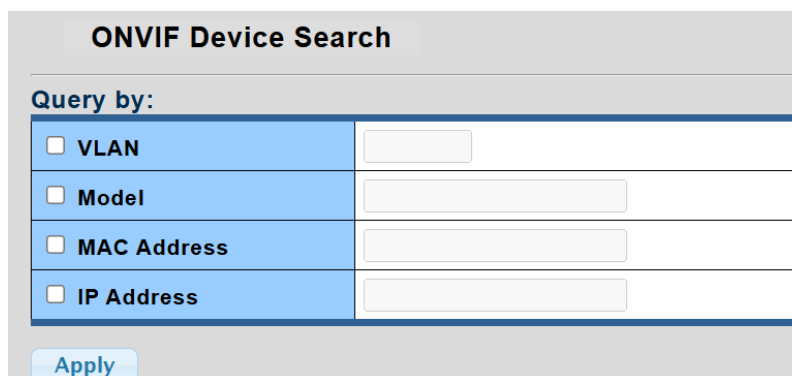 ONVIF Device Search
Query by:
VLAN
Model
MAC Address
IP Address
Apply